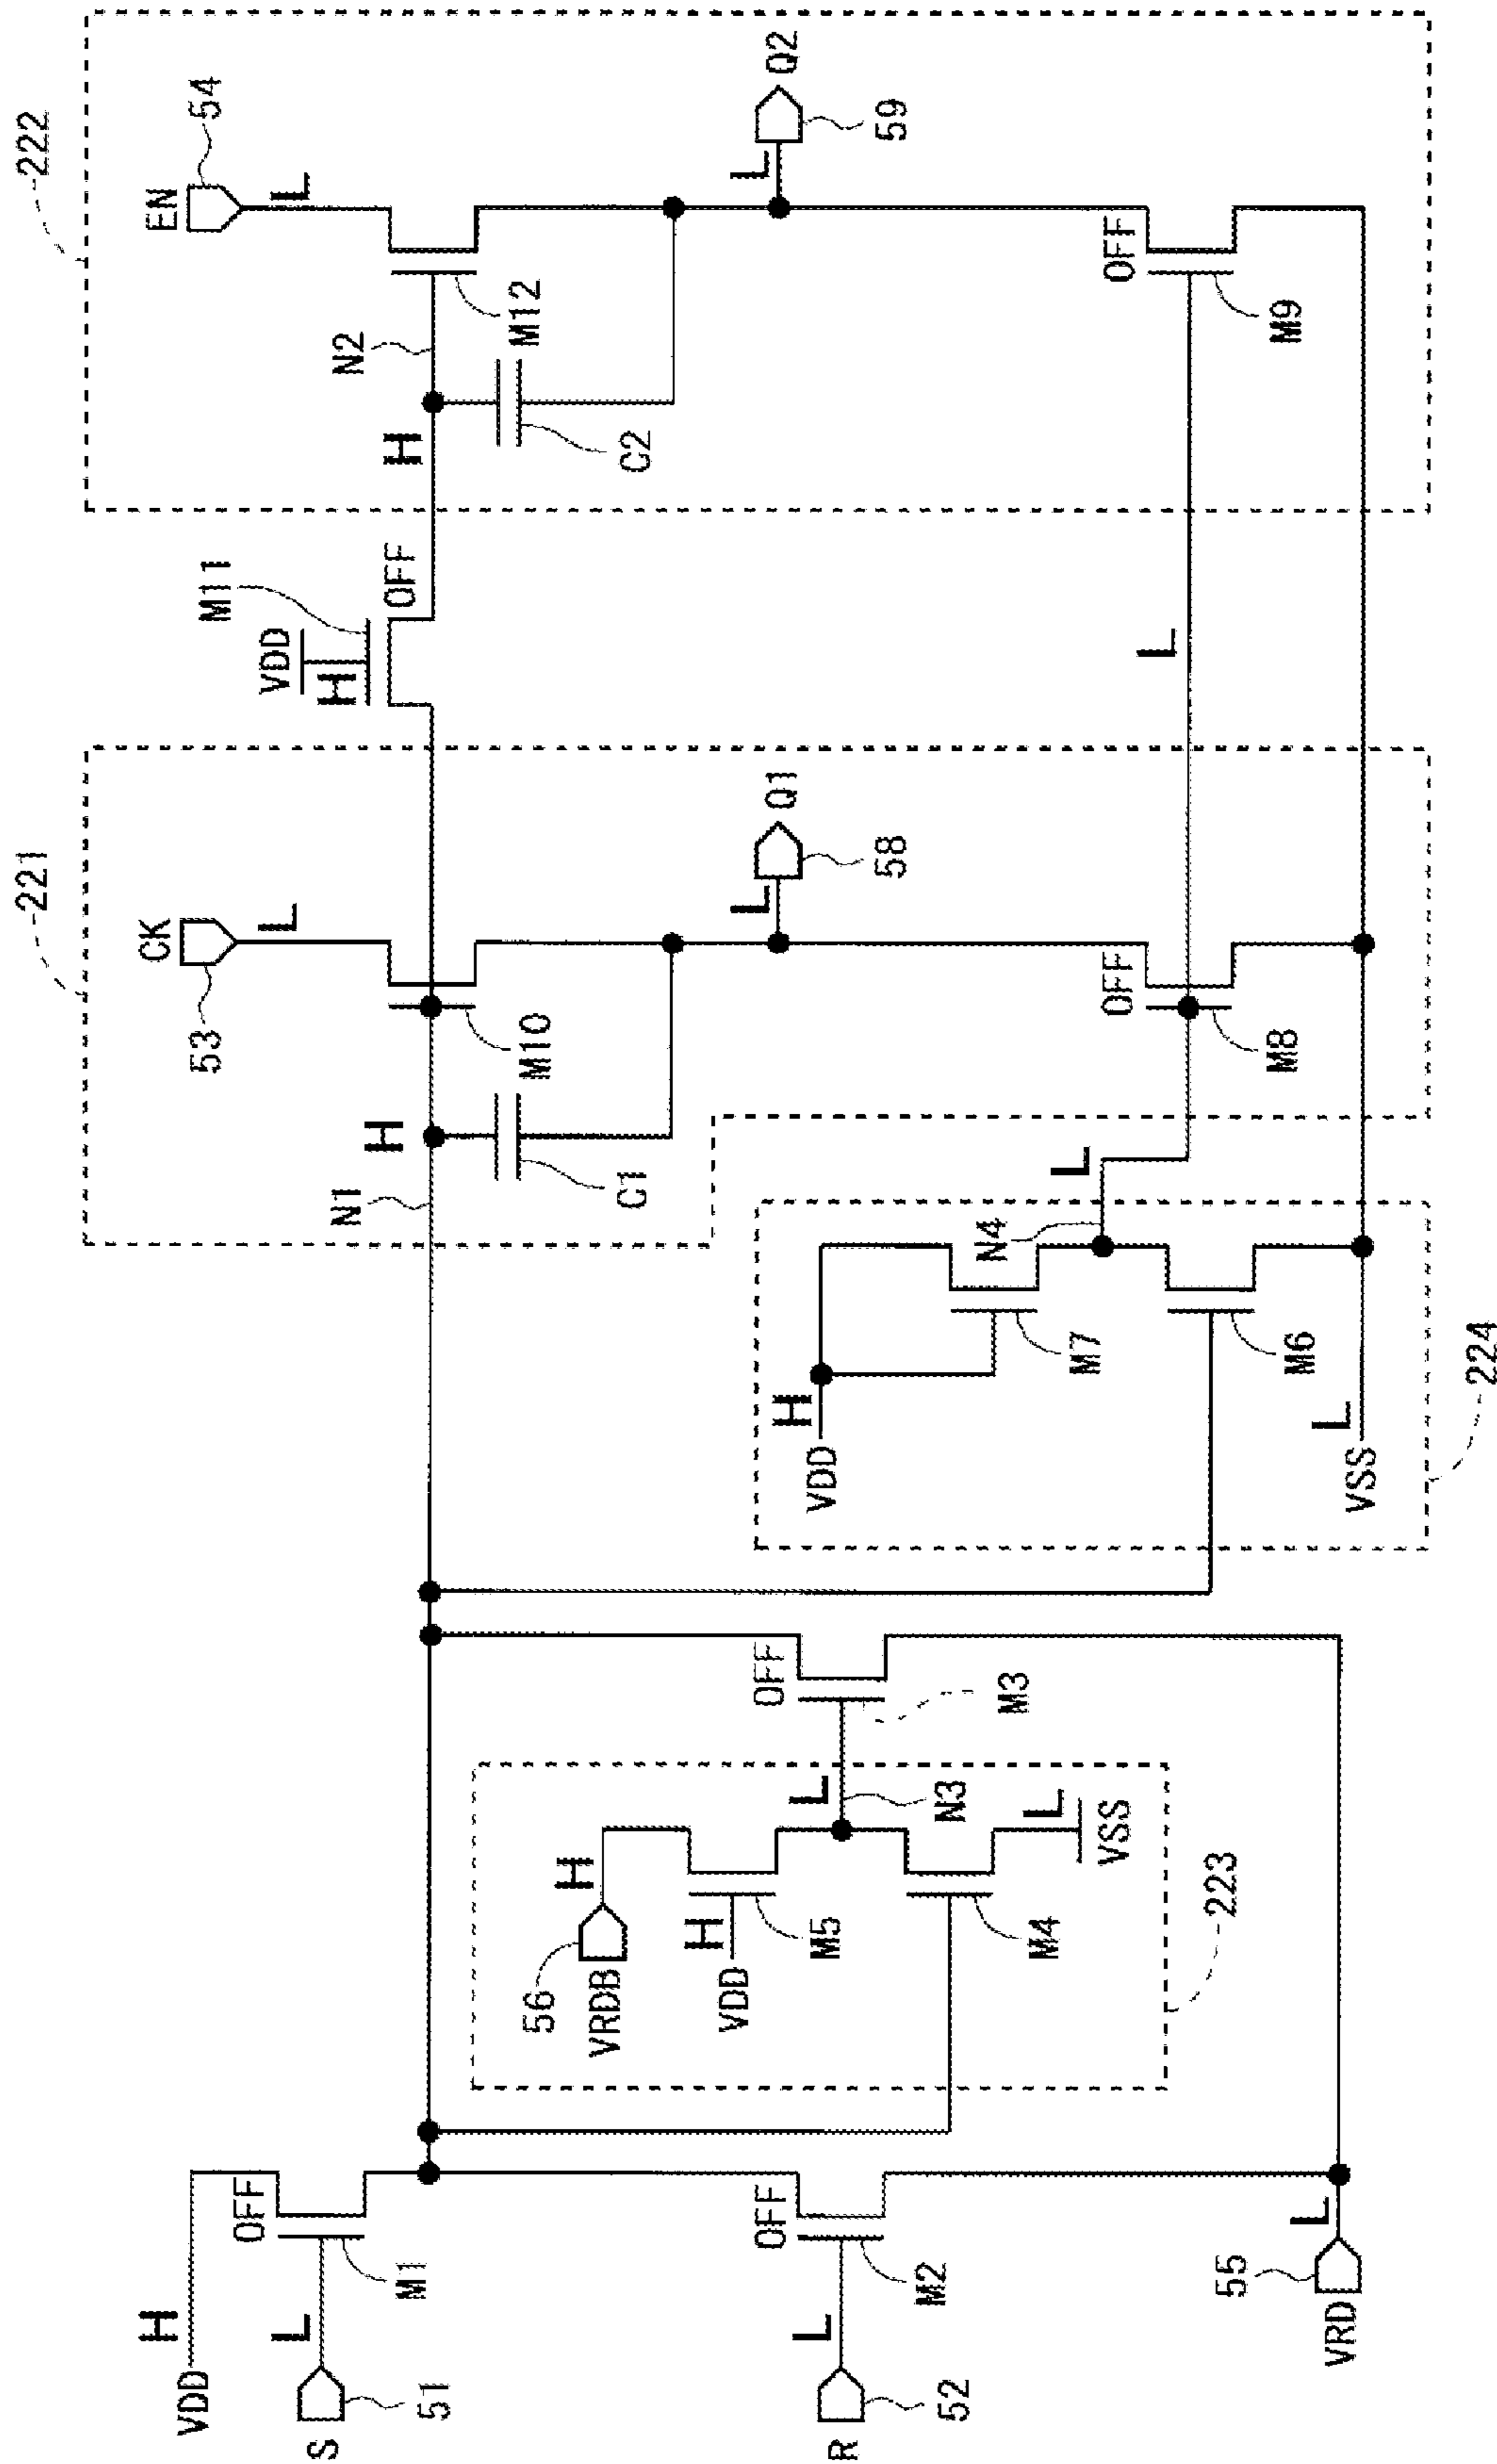 221
222
H
CK
EN
VDD
53
54
M11
OFF
VDD
L
L
L
S
H
N1
N2
M1
H
OFF
H
51
M10
M12
56
H
VRDB
C1
C2
H
VDD
L
L
OFF
OFF
Q1
Q2
H
L
L
VDD
M5
R
58
59
M2
N3
52
N4
M3
L
M4
L
M7
VSS
OFF
OFF
L
223
55
M6
M8
M9
L
L
VRD
VSS
224